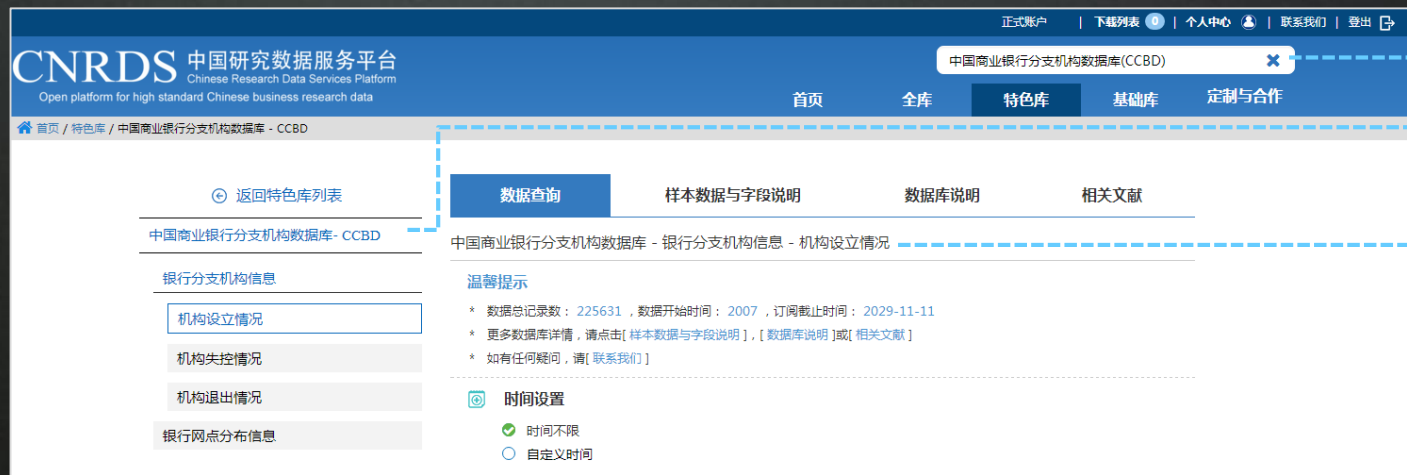 正式账户 | 下载列表 0 | 个人中心 | 联系我们 | 登出
CNRDS 中国研究数据服务平台
Chinese Research Data Services Platform
Open platform for high standard Chinese business research data
中国商业银行分支机构数据库(CCBD)
首页 全库 特色库 基础库 定制与合作
首页 / 特色库 / 中国商业银行分支机构数据库 - CCBD
返回特色库列表
中国商业银行分支机构数据库- CCBD
银行分支机构信息
机构设立情况
机构失控情况
机构退出情况
银行网点分布信息
数据查询 样本数据与字段说明 数据库说明 相关文献
中国商业银行分支机构数据库 - 银行分支机构信息 - 机构设立情况
温馨提示
* 数据总记录数： 225631 ，数据开始时间： 2007 ，订阅截止时间： 2029-11-11
* 更多数据库详情，请点击[ 样本数据与字段说明 ]，[ 数据库说明 ]或[ 相关文献 ]
* 如有任何疑问，请[ 联系我们 ]
时间设置
时间不限
自定义时间